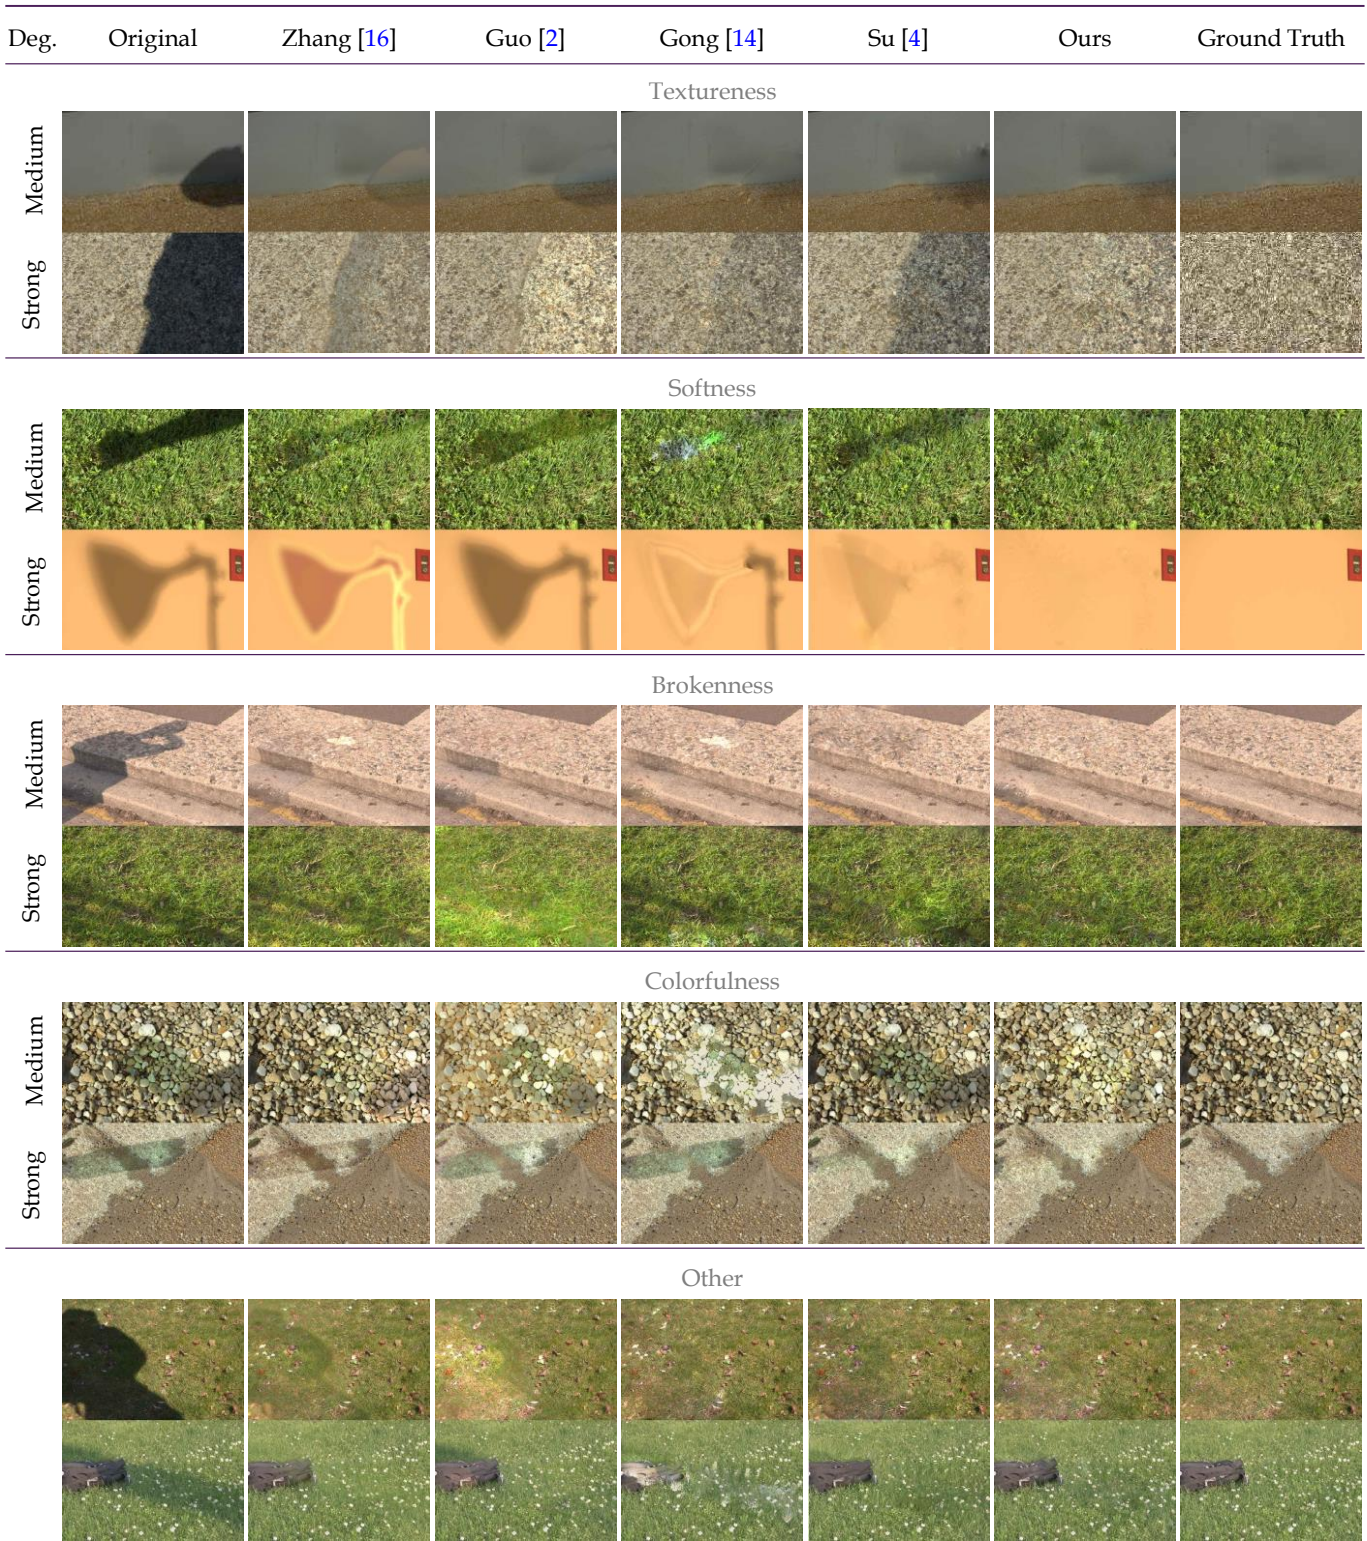 Deg. Original Zhang [16] Guo [2] Gong [14] Su [4] Ours Ground Truth
Textureness
Medium
Strong
Softness
Medium
Strong
Brokenness
Medium
Strong
Colorfulness
Medium
Strong
Other